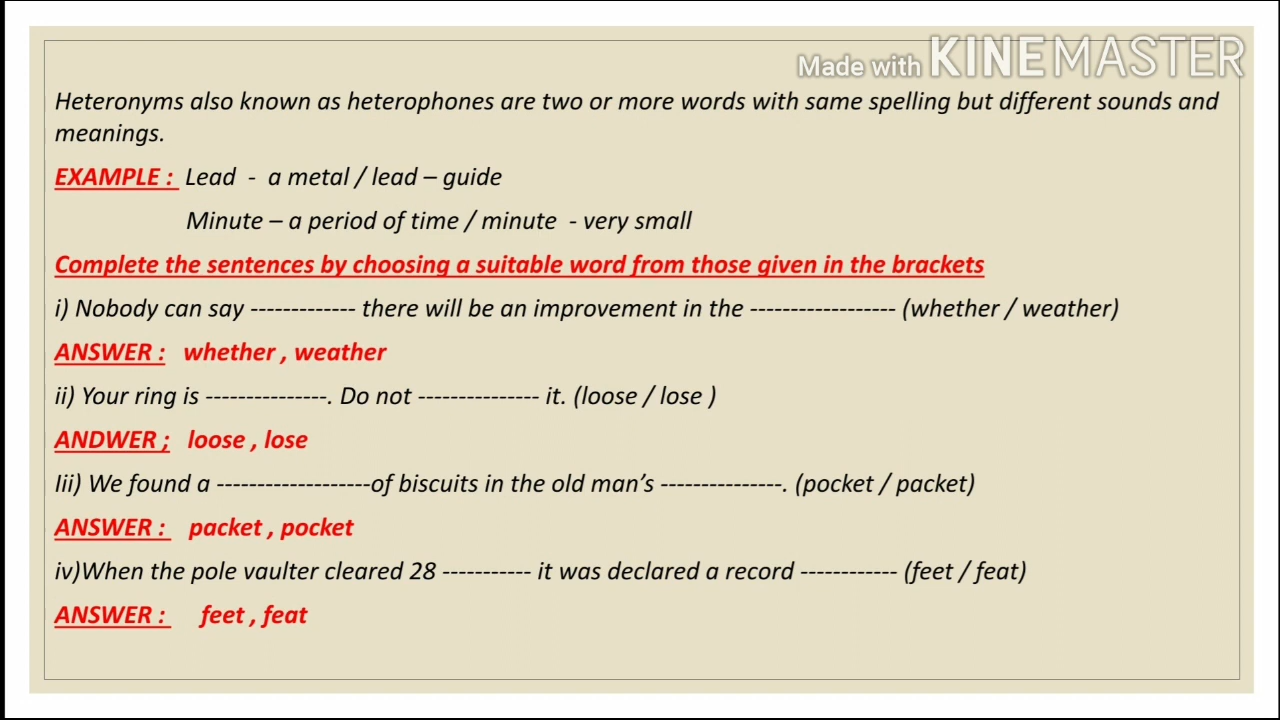 Made with KINEMASTER
Heteronyms also known as heterophones are two or more words with same spelling but different sounds and
meanings.
EXAMPLE : Lead - a metal / lead – guide
Minute – a period of time / minute - very small
Complete the sentences by choosing a suitable word from those given in the brackets
i) Nobody can say ------------- there will be an improvement in the ------------------ (whether / weather)
ANSWER : whether , weather
ii) Your ring is ---------------. Do not --------------- it. (loose / lose )
ANDWER ; loose , lose
Iii) We found a -------------------of biscuits in the old man’s ---------------. (pocket / packet)
ANSWER : packet , pocket
iv)When the pole vaulter cleared 28 ----------- it was declared a record ------------ (feet / feat)
ANSWER : feet , feat